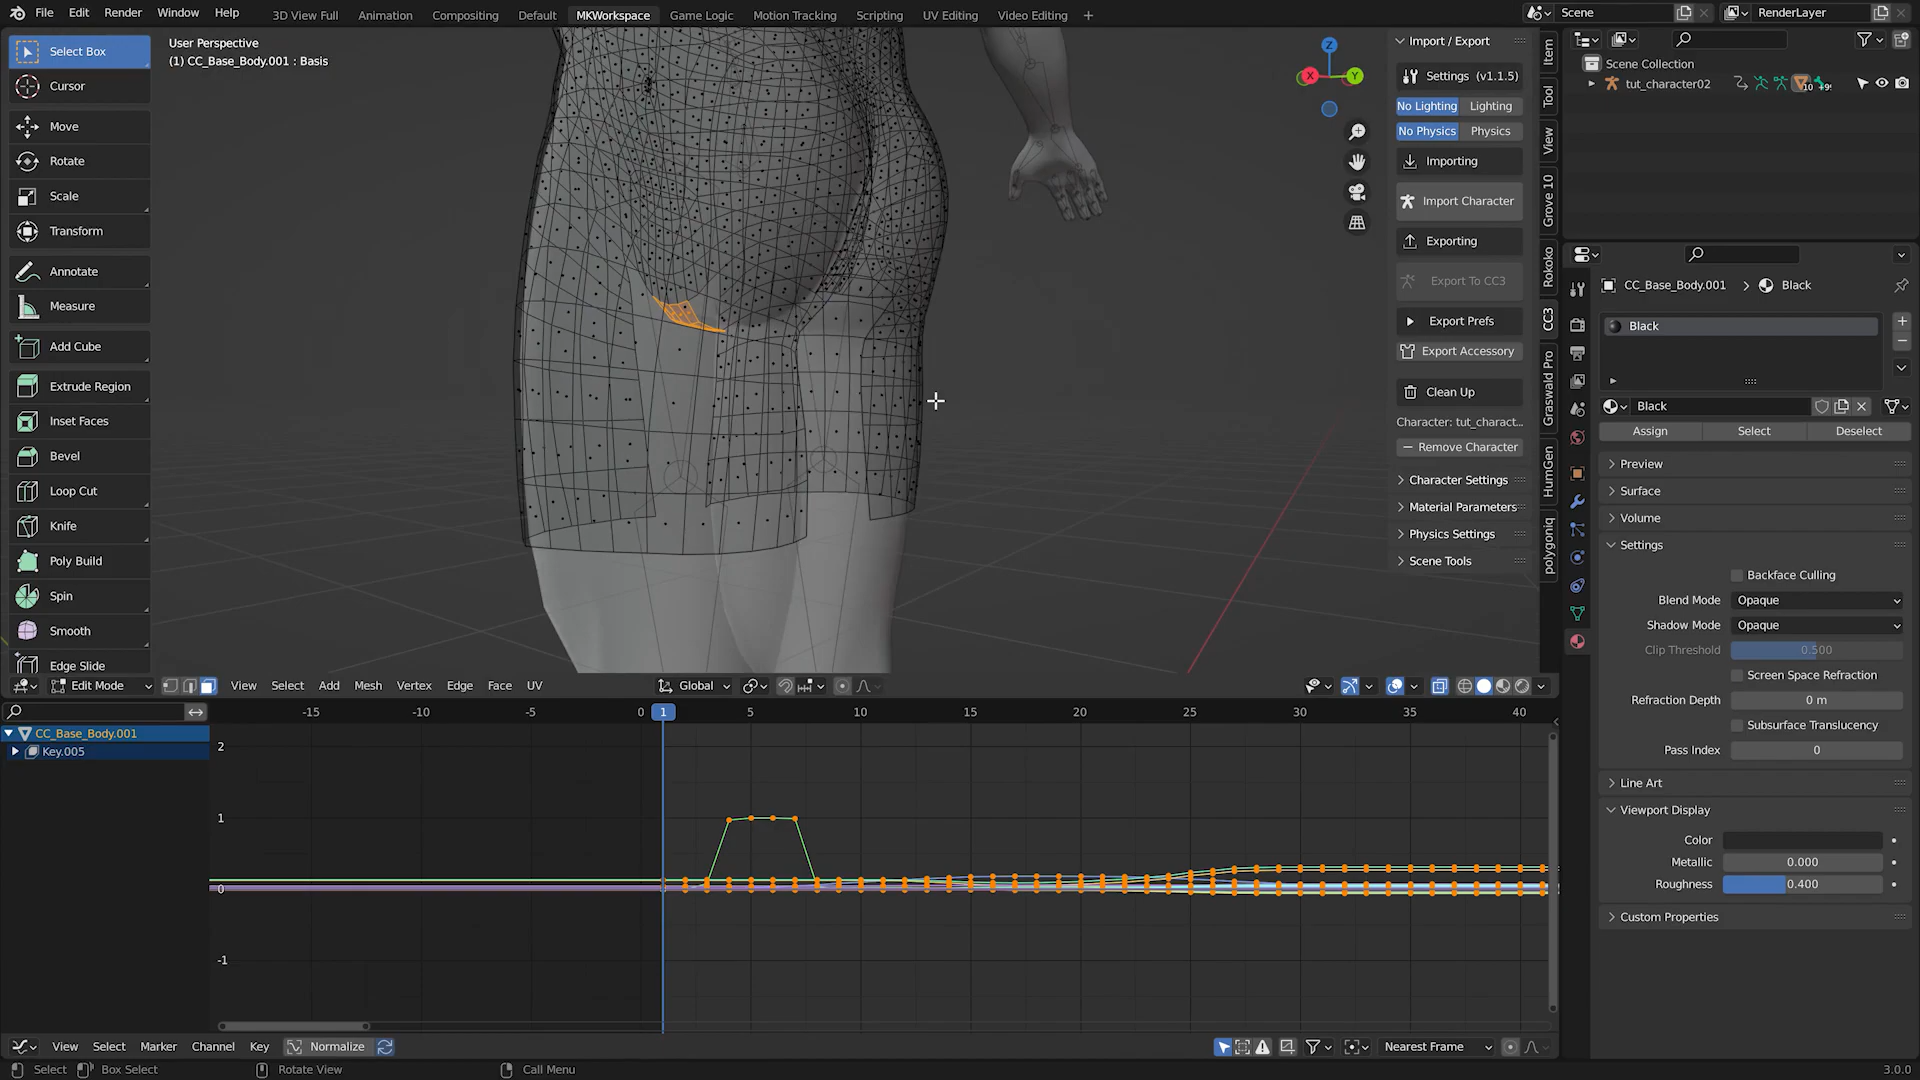 File Edit Render Window Help
3D View Full Animation Compositing Default MKWorkspace Game Logic Motion Tracking Scripting UV Editing Video Editing +
Scene
RenderLayer
Select Box
Cursor
Move
Rotate
Scale
Transform
Annotate
Measure
Add Cube
Extrude Region
Inset Faces
Bevel
Loop Cut
Knife
Poly Build
Spin
Smooth
Edge Slide
User Perspective
(1) CC_Base_Body.001 : Basis
Z
X
Y
Import / Export
Settings (v1.1.5)
No Lighting Lighting
No Physics Physics
Importing
Import Character
Exporting
Export To CC3
Export Prefs
Export Accessory
Clean Up
Character: tut_charact...
Remove Character
Character Settings
Material Parameters
Physics Settings
Scene Tools
Item
Tool
View
Grove 10
Rokoko
CC3
Graswald Pro
HumGen
polygoniq
Scene Collection
tut_character02
CC_Base_Body.001 > Black
Black
Black
Assign Select Deselect
Preview
Surface
Volume
Settings
Backface Culling
Blend Mode Opaque
Shadow Mode Opaque
Clip Threshold 0.500
Screen Space Refraction
Refraction Depth 0 m
Subsurface Translucency
Pass Index 0
Line Art
Viewport Display
Color
Metallic 0.000
Roughness 0.400
Custom Properties
Edit Mode View Select Add Mesh Vertex Edge Face UV
Global
-15 -10 -5 0 1 5 10 15 20 25 30 35 40
CC_Base_Body.001
Key.005
2
1
0
-1
View Select Marker Channel Key Normalize
Nearest Frame
Select Box Select Rotate View Call Menu
3.0.0